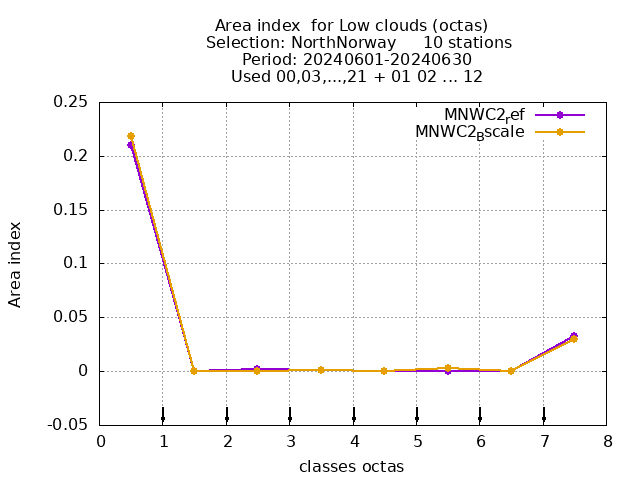 Area index  for Low clouds (octas)
Selection: NorthNorway     10 stations
Period: 20240601-20240630
Used 00,03,...,21 + 01 02 ... 12
MNWC2ref
MNWC2Bscale
0.25
0.2
0.15
0.1
0.05
0
-0.05
Area index
0 1 2 3 4 5 6 7 8
classes octas